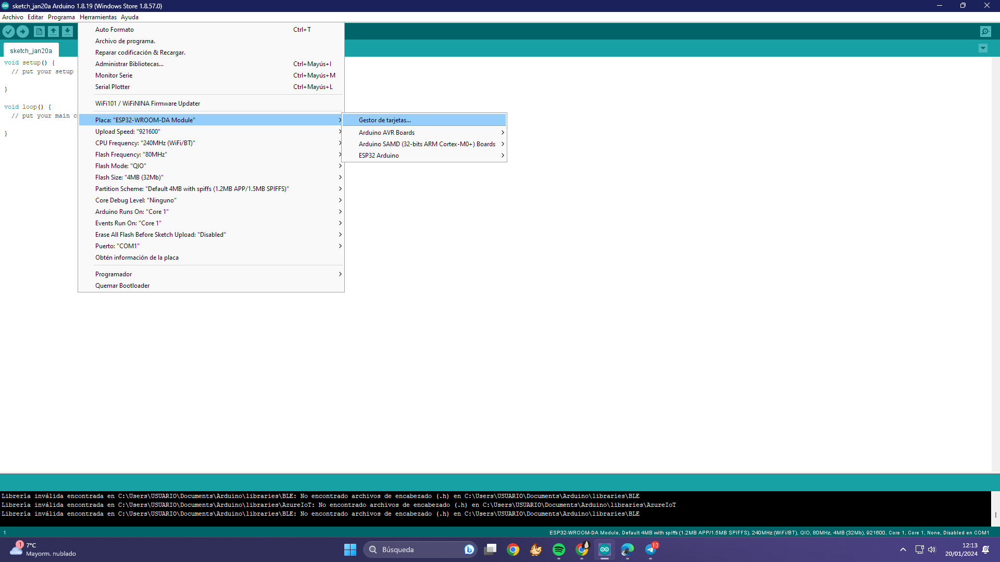 sketch_jan20a Arduino 1.8.19 (Windows Store 1.8.57.0)
Archivo Editar Programa Herramientas Ayuda
sketch_jan20a
void setup() {
// put your setup
}
void loop() {
// put your main c
}
Auto Formato Ctrl+T
Archivo de programa.
Reparar codificación & Recargar.
Administrar Bibliotecas... Ctrl+Mayús+I
Monitor Serie Ctrl+Mayús+M
Serial Plotter Ctrl+Mayús+L
WiFi101 / WiFiNINA Firmware Updater
Placa: "ESP32-WROOM-DA Module"
Upload Speed: "921600"
CPU Frequency: "240MHz (WiFi/BT)"
Flash Frequency: "80MHz"
Flash Mode: "QIO"
Flash Size: "4MB (32Mb)"
Partition Scheme: "Default 4MB with spiffs (1.2MB APP/1.5MB SPIFFS)"
Core Debug Level: "Ninguno"
Arduino Runs On: "Core 1"
Events Run On: "Core 1"
Erase All Flash Before Sketch Upload: "Disabled"
Puerto: "COM1"
Obtén información de la placa
Programador
Quemar Bootloader
Gestor de tarjetas...
Arduino AVR Boards
Arduino SAMD (32-bits ARM Cortex-M0+) Boards
ESP32 Arduino
Librería inválida encontrada en C:\Users\USUARIO\Documents\Arduino\libraries\BLE: No encontrado archivos de encabezado (.h) en C:\Users\USUARIO\Documents\Arduino\libraries\BLE
Librería inválida encontrada en C:\Users\USUARIO\Documents\Arduino\libraries\AzureIoT: No encontrado archivos de encabezado (.h) en C:\Users\USUARIO\Documents\Arduino\libraries\AzureIoT
Librería inválida encontrada en C:\Users\USUARIO\Documents\Arduino\libraries\BLE: No encontrado archivos de encabezado (.h) en C:\Users\USUARIO\Documents\Arduino\libraries\BLE
1 ESP32-WROOM-DA Module, Default 4MB with spiffs (1.2MB APP/1.5MB SPIFFS), 240MHz (WiFi/BT), QIO, 80MHz, 4MB (32Mb), 921600, Core 1, Core 1, None, Disabled en COM1
1
7°C
Mayorm. nublado
Búsqueda
10
12:13
20/01/2024